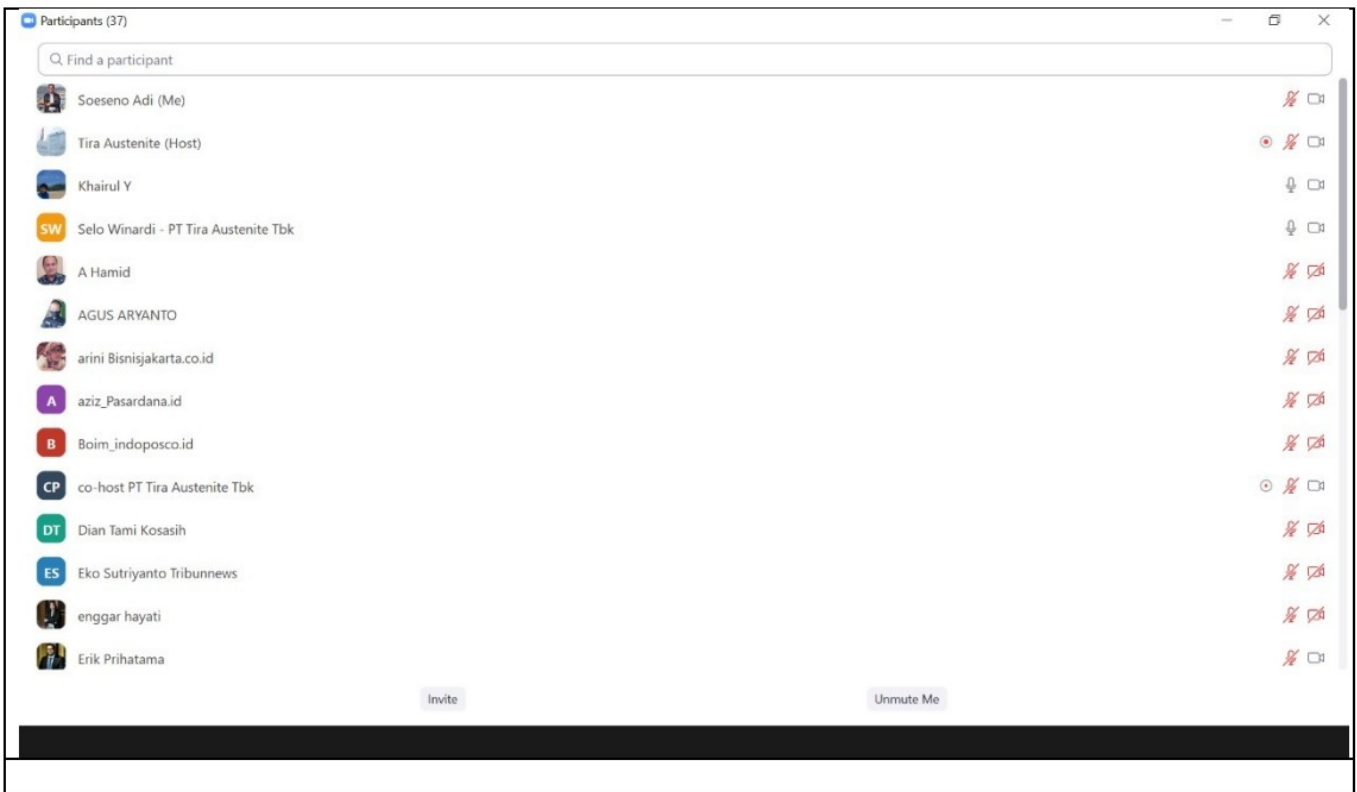 Participants (37)
Find a participant
Soeseno Adi (Me)
Tira Austenite (Host)
Khairul Y
SW Selo Winardi - PT Tira Austenite Tbk
A Hamid
AGUS ARYANTO
arini Bisnisjakarta.co.id
A aziz_Pasardana.id
B Boim_indoposco.id
CP co-host PT Tira Austenite Tbk
DT Dian Tami Kosasih
ES Eko Sutriyanto Tribunnews
enggar hayati
Erik Prihatama
Invite Unmute Me